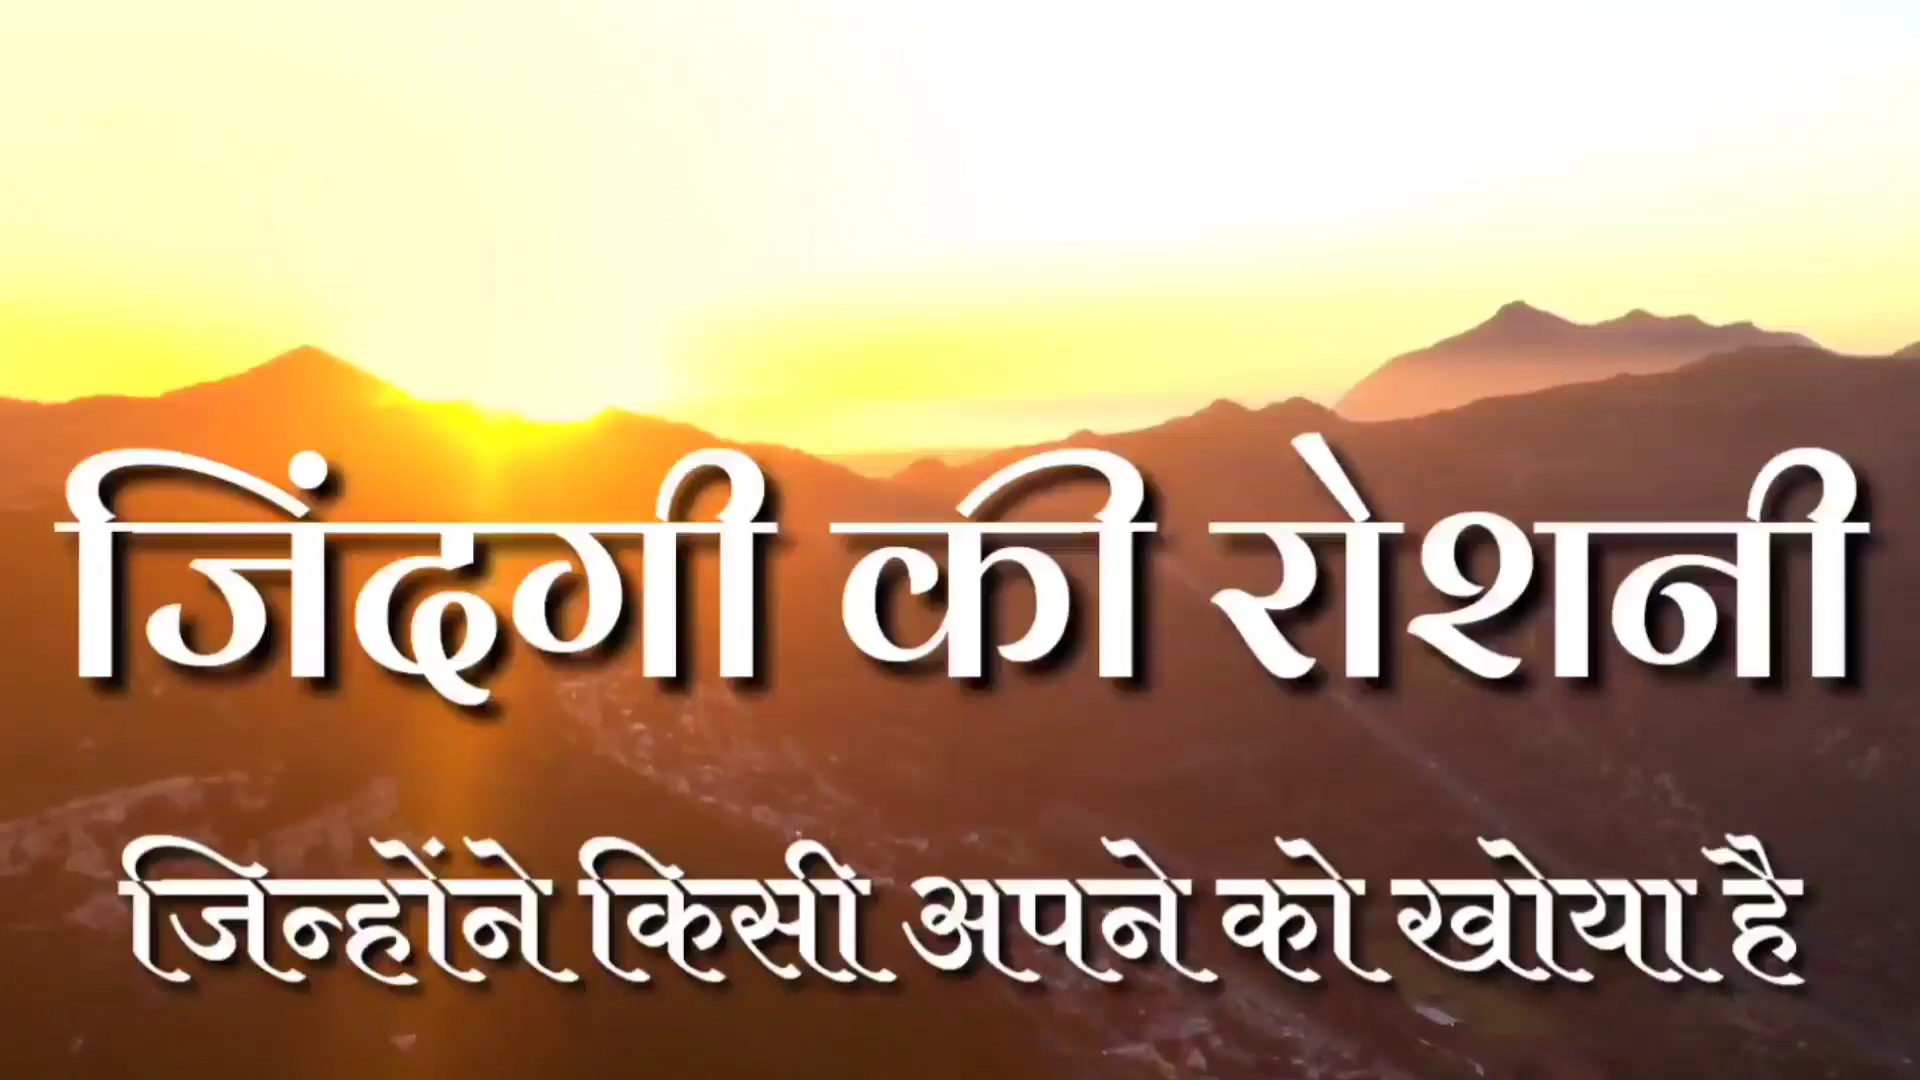 जिंदगी की रोशनी
जिन्होंने किसी अपने को खोया है